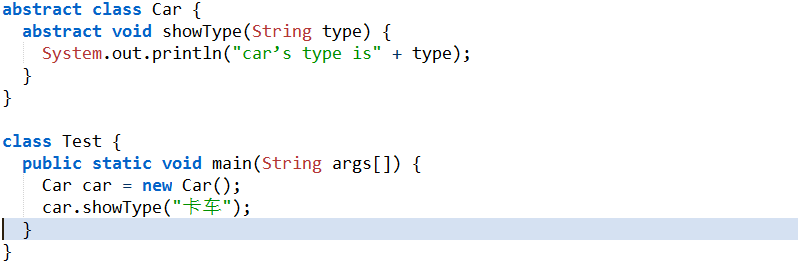 abstract class Car {
  abstract void showType(String type) {
    System.out.println("car’s type is" + type);
  }
}

class Test {
  public static void main(String args[]) {
    Car car = new Car();
    car.showType("卡车");
  }
}